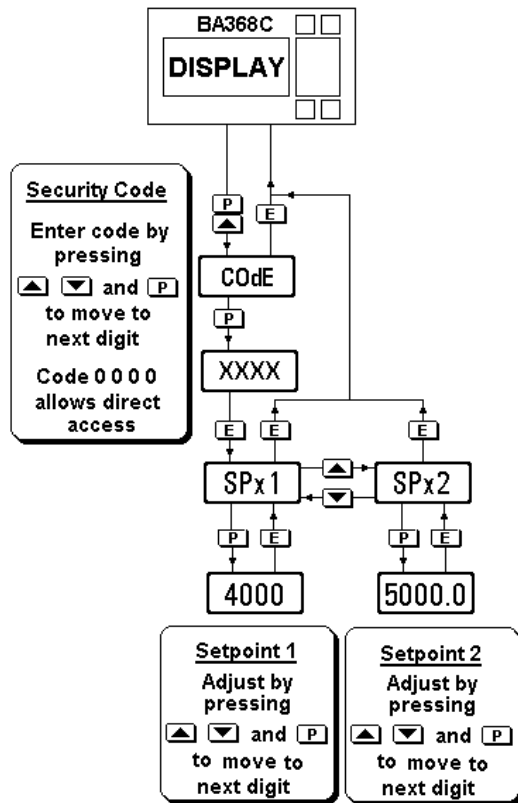 BA368C
DISPLAY
Security Code
Enter code by
pressing
▲ ▼ and P
to move to
next digit
Code 0 0 0 0
allows direct
access
P
▲
E
COdE
P
XXXX
E
E
E
SPx1
▲
▼
SPx2
P
E
P
E
4000
5000.0
Setpoint 1
Adjust by
pressing
▲ ▼ and P
to move to
next digit
Setpoint 2
Adjust by
pressing
▲ ▼ and P
to move to
next digit